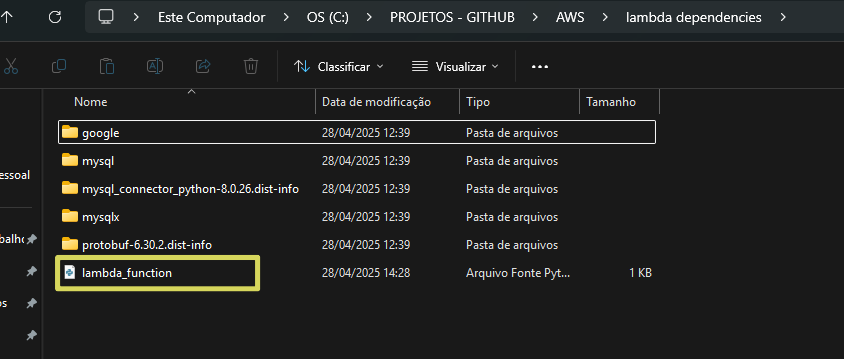 Este Computador > OS (C:) > PROJETOS - GITHUB > AWS > lambda dependencies >
Classificar Visualizar ...
Nome Data de modificação Tipo Tamanho
google 28/04/2025 12:39 Pasta de arquivos
mysql 28/04/2025 12:39 Pasta de arquivos
essoal
mysql_connector_python-8.0.26.dist-info 28/04/2025 12:39 Pasta de arquivos
mysqlx 28/04/2025 12:39 Pasta de arquivos
abalho protobuf-6.30.2.dist-info 28/04/2025 12:39 Pasta de arquivos
lambda_function 28/04/2025 14:28 Arquivo Fonte Pyt... 1 KB
os